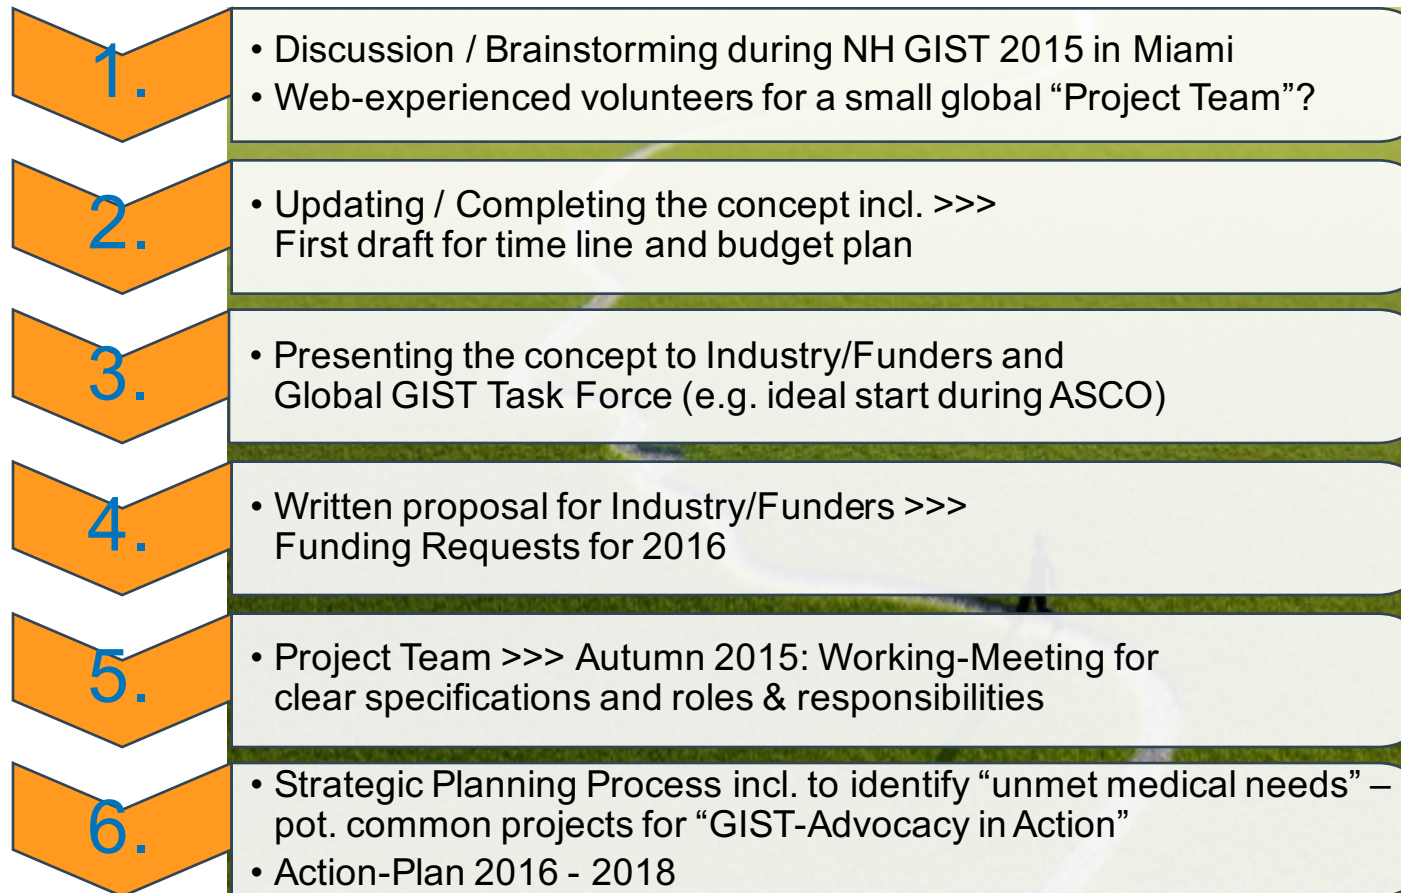 1.
• Discussion / Brainstorming during NH GIST 2015 in Miami
• Web-experienced volunteers for a small global “Project Team”?
2.
• Updating / Completing the concept incl. >>>
First draft for time line and budget plan
3.
• Presenting the concept to Industry/Funders and
Global GIST Task Force (e.g. ideal start during ASCO)
4.
• Written proposal for Industry/Funders >>>
Funding Requests for 2016
5.
• Project Team >>> Autumn 2015: Working-Meeting for
clear specifications and roles & responsibilities
6.
• Strategic Planning Process incl. to identify “unmet medical needs” –
pot. common projects for “GIST-Advocacy in Action”
• Action-Plan 2016 - 2018